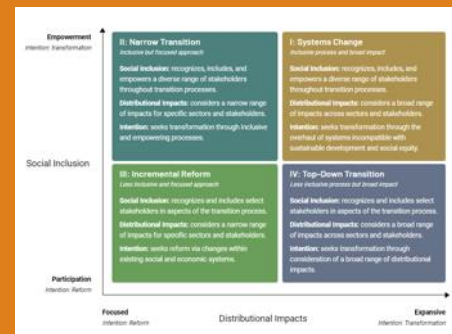 Empowerment
Intention: transformation
II: Narrow Transition
Inclusive but focused approach
Social Inclusion: recognizes, includes, and
empowers a diverse range of stakeholders
throughout transition processes.
Distributional Impacts: considers a narrow range
of impacts for specific sectors and stakeholders.
Intention: seeks transformation through inclusive
and empowering processes.
I: Systems Change
Inclusive process and broad impact
Social Inclusion: recognizes, includes, and
empowers a diverse range of stakeholders
throughout transition processes.
Distributional Impacts: considers a broad range
of impacts across sectors and stakeholders.
Intention: seeks transformation through the
overhaul of systems incompatible with
sustainable development and social equity.
Social Inclusion
III: Incremental Reform
Less inclusive and focused approach
Social Inclusion: recognizes and includes select
stakeholders in aspects of the transition process.
Distributional Impacts: considers a narrow range
of impacts for specific sectors and stakeholders.
Intention: seeks reform via changes within
existing social and economic systems.
IV: Top-Down Transition
Less inclusive process but broad impact
Social Inclusion: recognizes and includes select
stakeholders in aspects of the transition process.
Distributional Impacts: considers a broad
range of impacts across sectors and stakeholders.
Intention: seeks transformation through
consideration of a broad range of distributional
impacts.
Participation
Intention: Reform
Focused
Intention: Reform
Distributional Impacts
Expansive
Intention: Transformation